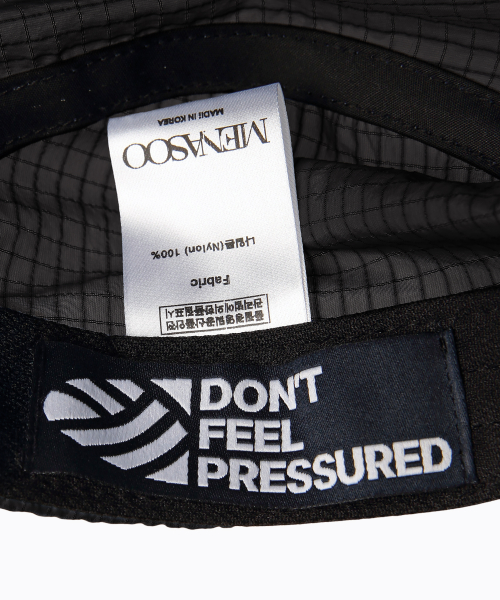 Fabric
나일론(Nylon) 100%
MENASOO
MADE IN KOREA
DON'T
FEEL
PRESSURED